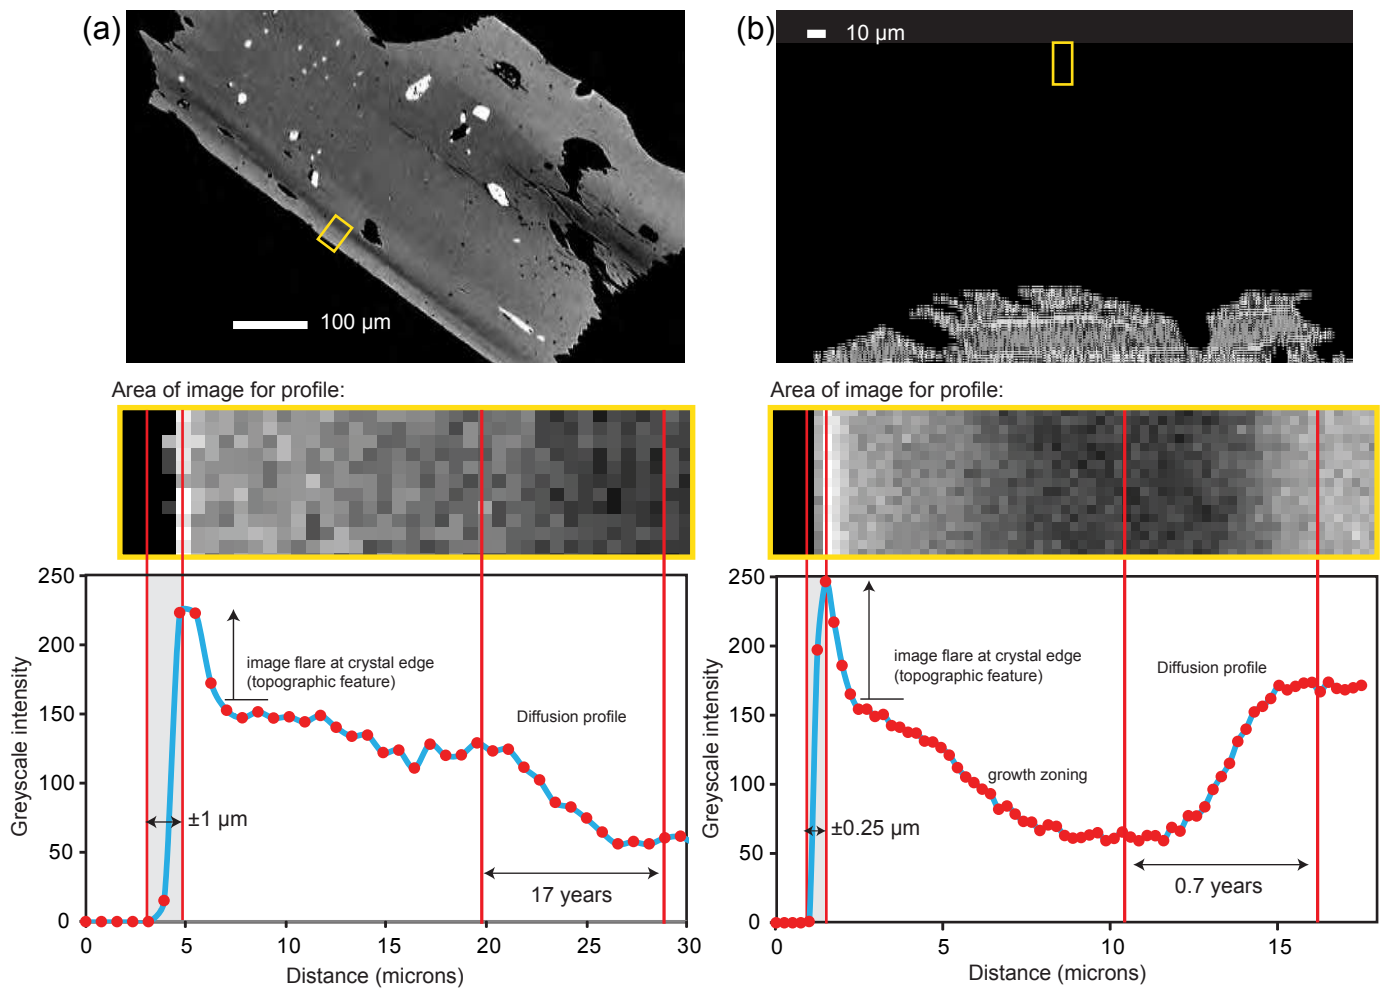 (a)
100 µm
(b)
10 µm
Area of image for profile:
250
200
150
100
50
0
Greyscale intensity
image flare at crystal edge
(topographic feature)
Diffusion profile
±1 µm
17 years
0
5
10
15
20
25
30
Distance (microns)
Area of image for profile:
250
200
150
100
50
0
Greyscale intensity
image flare at crystal edge
(topographic feature)
Diffusion profile
growth zoning
±0.25 µm
0.7 years
0
5
10
15
Distance (microns)